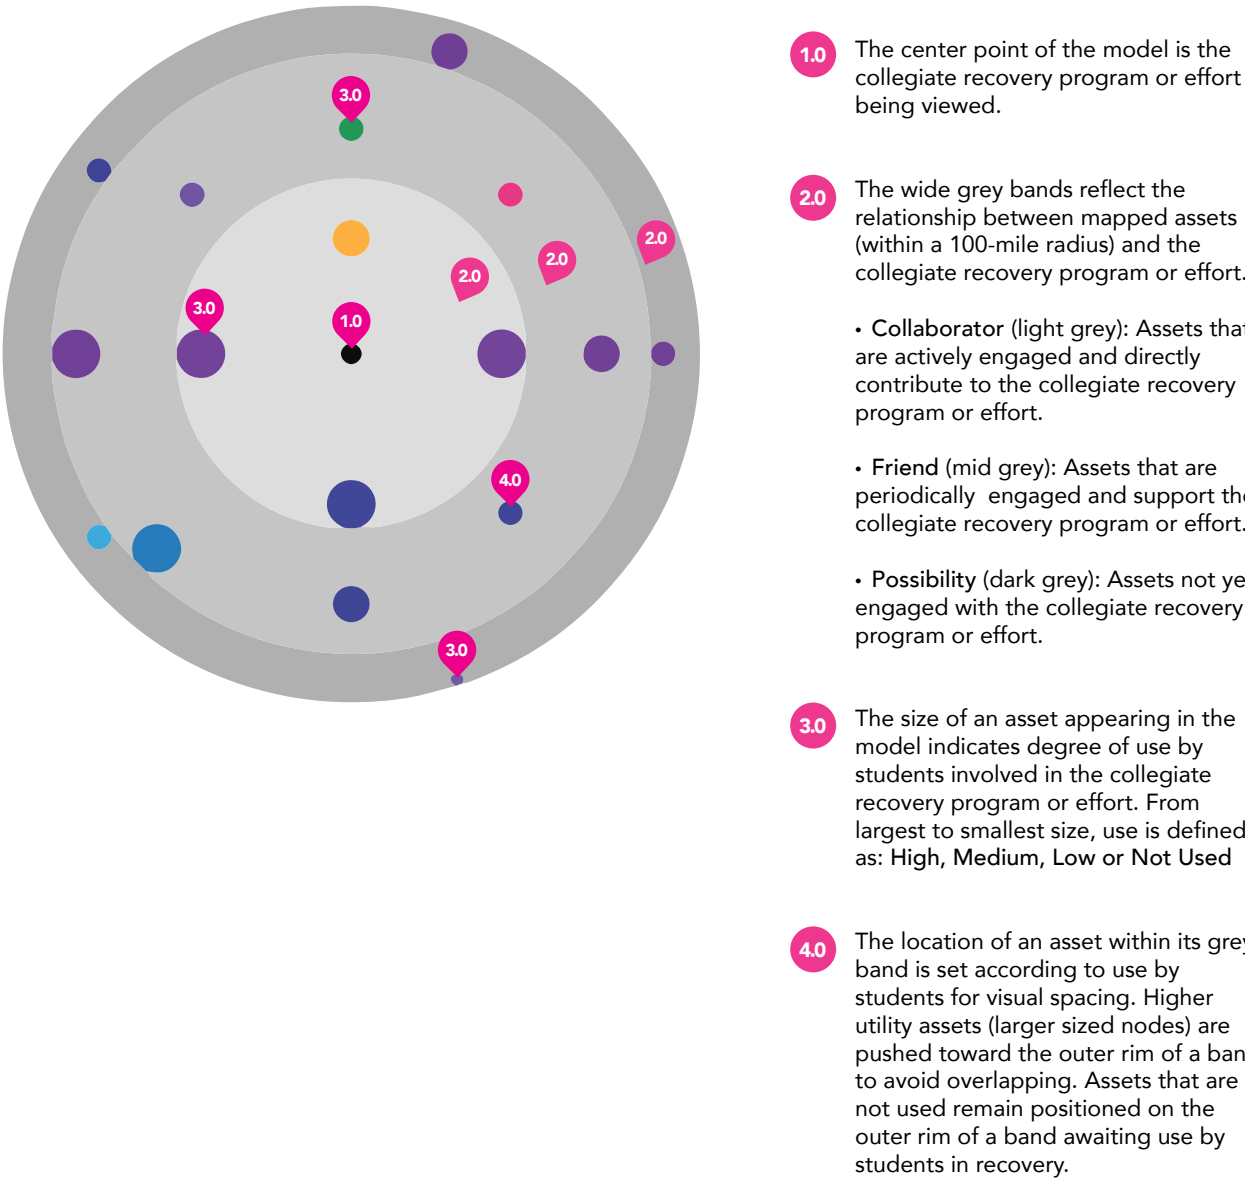 3.0
2.0
2.0
2.0
3.0
1.0
4.0
3.0
1.0
The center point of the model is the
collegiate recovery program or effort
being viewed.
2.0
The wide grey bands reflect the
relationship between mapped assets
(within a 100-mile radius) and the
collegiate recovery program or effort.
• Collaborator (light grey): Assets that
are actively engaged and directly
contribute to the collegiate recovery
program or effort.
• Friend (mid grey): Assets that are
periodically engaged and support the
collegiate recovery program or effort.
• Possibility (dark grey): Assets not ye
engaged with the collegiate recovery
program or effort.
3.0
The size of an asset appearing in the
model indicates degree of use by
students involved in the collegiate
recovery program or effort. From
largest to smallest size, use is defined
as: High, Medium, Low or Not Used
4.0
The location of an asset within its grey
band is set according to use by
students for visual spacing. Higher
utility assets (larger sized nodes) are
pushed toward the outer rim of a ban
to avoid overlapping. Assets that are
not used remain positioned on the
outer rim of a band awaiting use by
students in recovery.